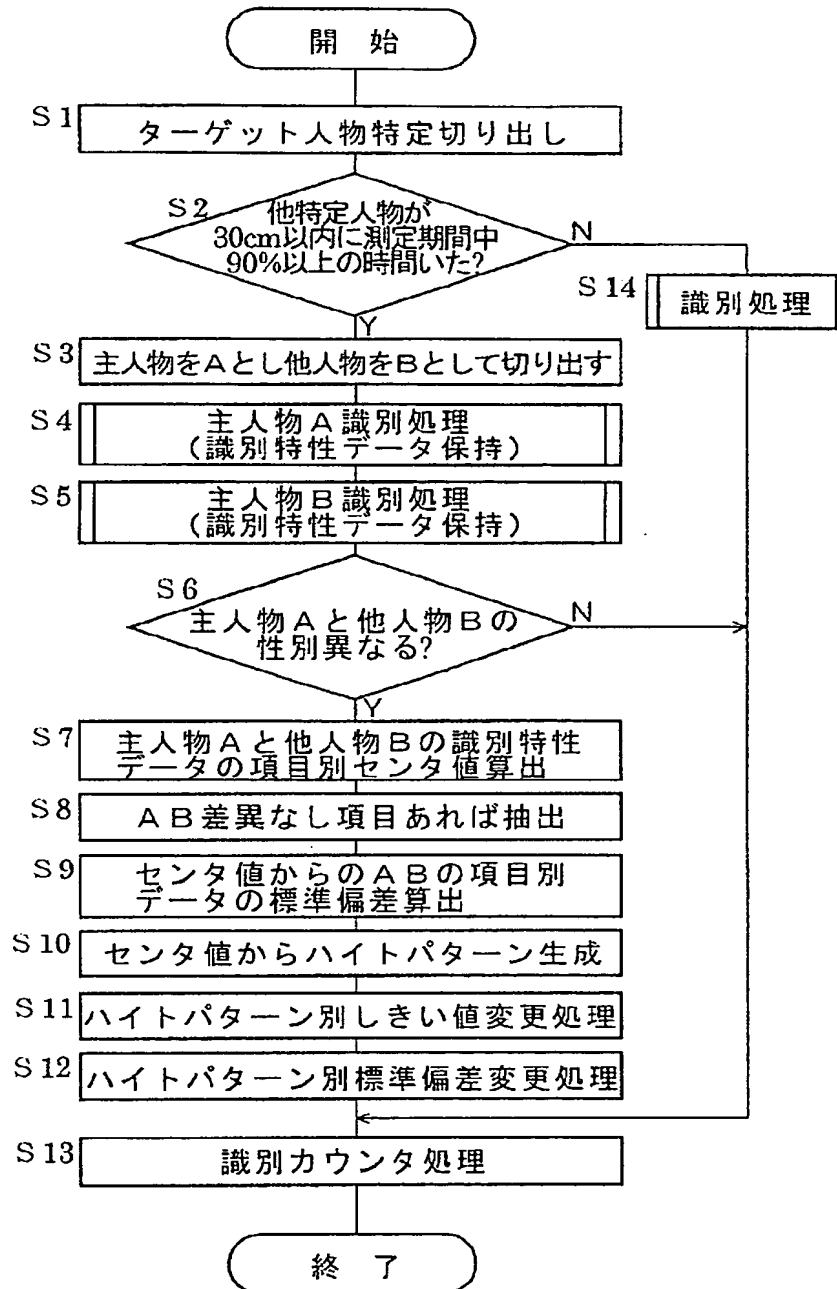 開 始
S1
ターゲット人物特定切り出し
S2
他特定人物が
30cm以内に測定期間中
90%以上の時間いた?
N
S14
識別処理
Y
S3
主人物をAとし他人物をBとして切り出す
S4
主人物A識別処理
(識別特性データ保持)
S5
主人物B識別処理
(識別特性データ保持)
S6
主人物Aと他人物Bの
性別異なる?
N
Y
S7
主人物Aと他人物Bの識別特性
データの項目別センタ値算出
S8
AB差異なし項目あれば抽出
S9
センタ値からのABの項目別
データの標準偏差算出
S10
センタ値からハイトパターン生成
S11
ハイトパターン別しきい値変更処理
S12
ハイトパターン別標準偏差変更処理
S13
識別カウンタ処理
終 了